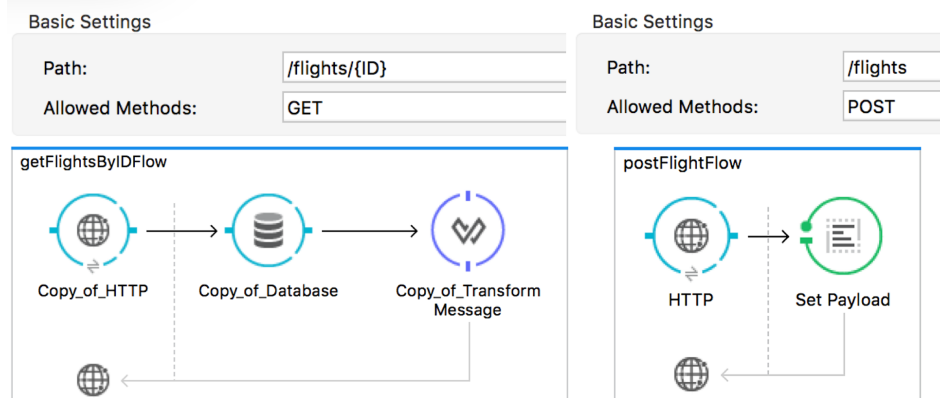 Basic Settings
Path:
/flights/{ID}
Allowed Methods:
GET
getFlightsByIDFlow
Copy_of_HTTP
Copy_of_Database
Copy_of_Transform
Message
Basic Settings
Path:
/flights
Allowed Methods:
POST
postFlightFlow
HTTP
Set Payload